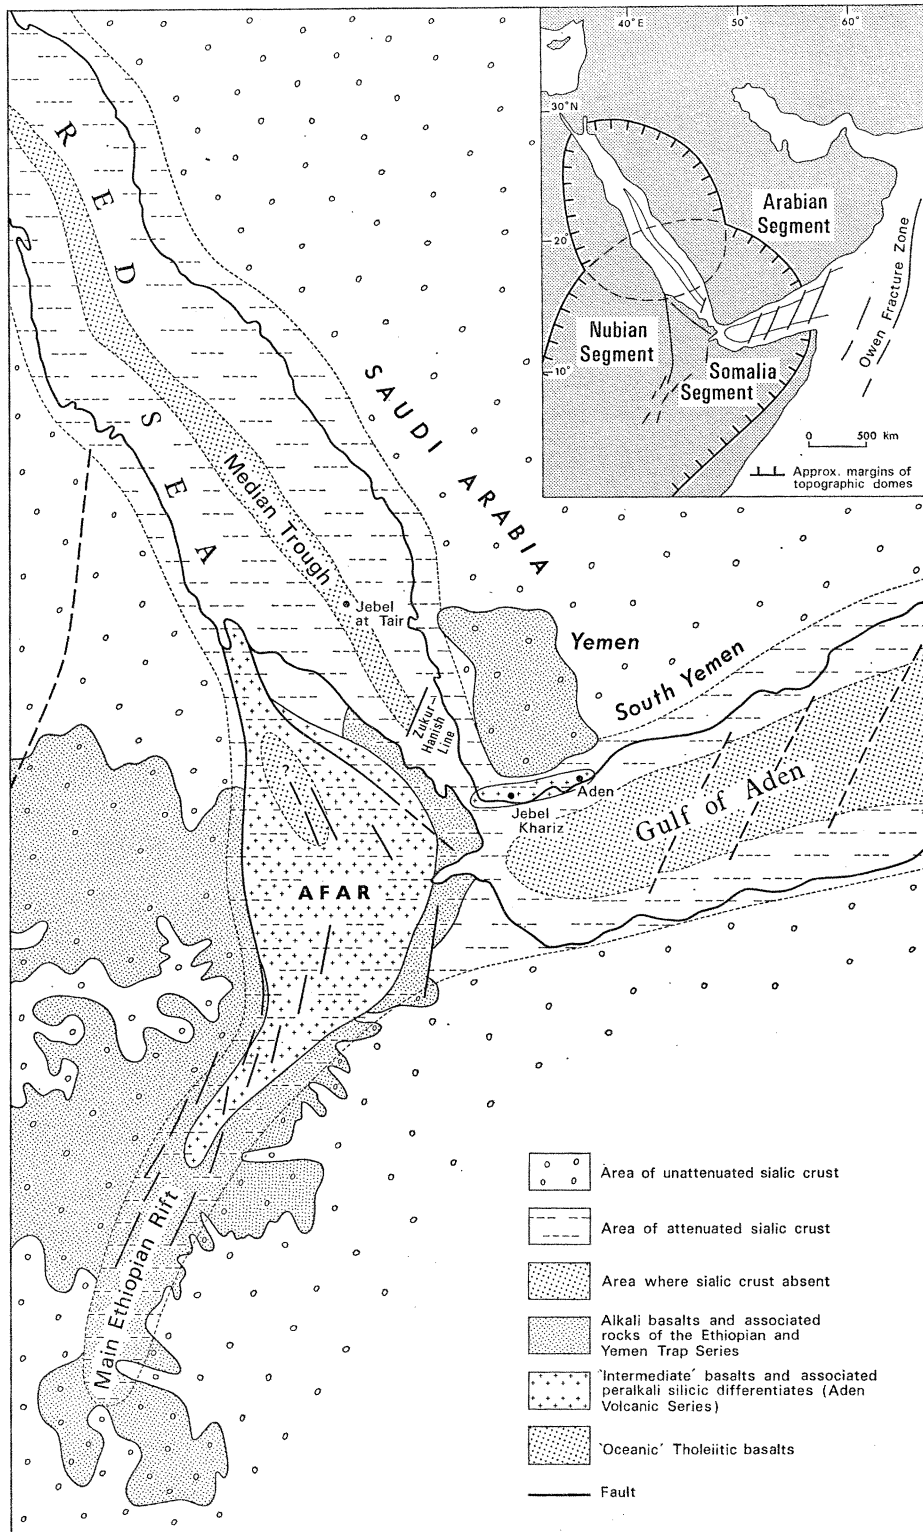 40°E 50° 60°
30°N
20°
10°
Arabian
Segment
Nubian
Segment
Somalia
Segment
Owen Fracture Zone
0 500 km
Approx. margins of
topographic domes
RED SEA
SAUDI ARABIA
Median Trough
Jebel
at Tair
Zukur—
Hanish
Line
Yemen
South Yemen
Aden
Jebel
Khariz
Gulf of Aden
?
AFAR
Main Ethiopian Rift
Area of unattenuated sialic crust
Area of attenuated sialic crust
Area where sialic crust absent
Alkali basalts and associated
rocks of the Ethiopian and
Yemen Trap Series
'Intermediate' basalts and associated
peralkali silicic differentiates (Aden
Volcanic Series)
'Oceanic' Tholeiitic basalts
Fault